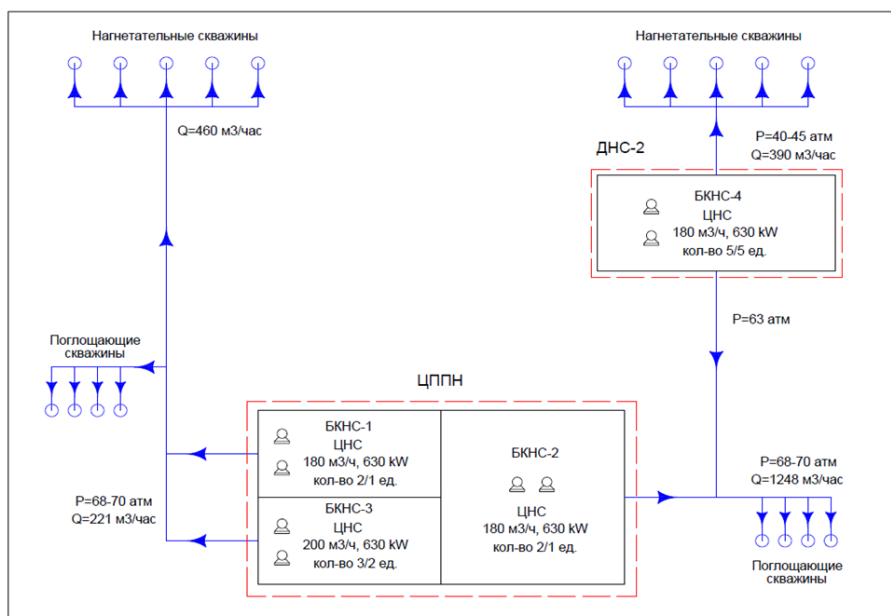 Нагнетательные скважины
Q=460 м3/час
Нагнетательные скважины
P=40-45 атм
Q=390 м3/час
ДНС-2
БКНС-4
ЦНС
180 м3/ч, 630 kW
кол-во 5/5 ед.
P=63 атм
Поглощающие
скважины
ЦППН
БКНС-1
ЦНС
180 м3/ч, 630 kW
кол-во 2/1 ед.
БКНС-3
ЦНС
200 м3/ч, 630 kW
кол-во 3/2 ед.
БКНС-2
ЦНС
180 м3/ч, 630 kW
кол-во 2/1 ед.
P=68-70 атм
Q=221 м3/час
P=68-70 атм
Q=1248 м3/час
Поглощающие
скважины